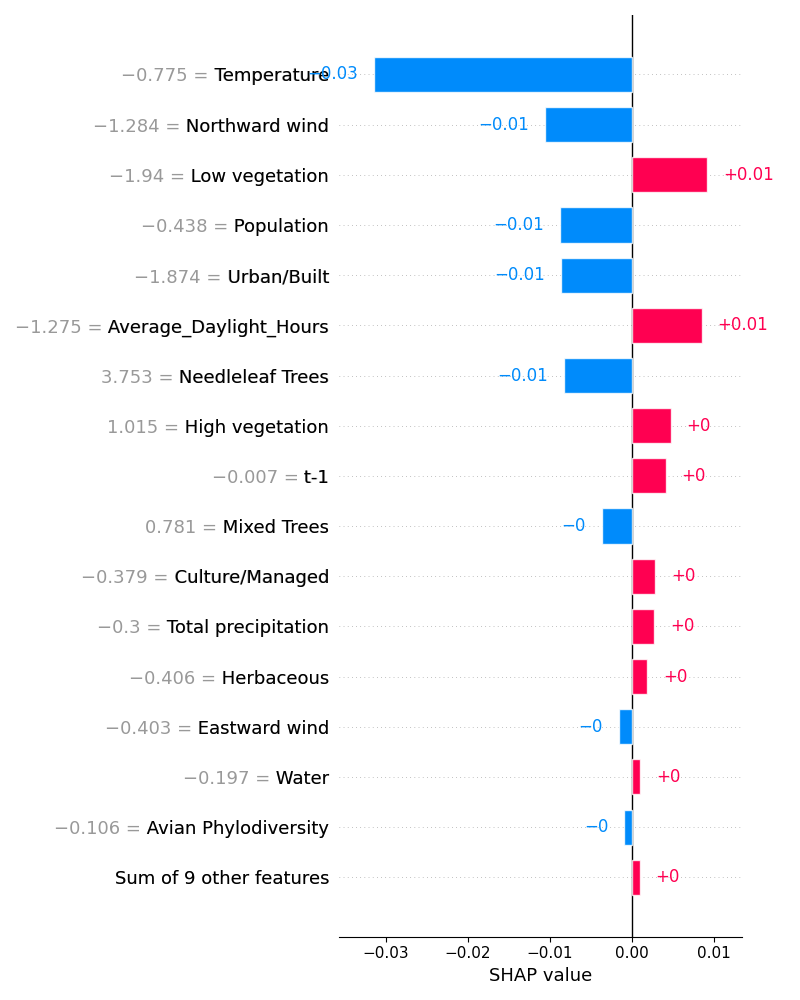 −0.775 = Temperature −0.03
−1.284 = Northward wind −0.01
−1.94 = Low vegetation +0.01
−0.438 = Population −0.01
−1.874 = Urban/Built −0.01
−1.275 = Average_Daylight_Hours +0.01
3.753 = Needleleaf Trees −0.01
1.015 = High vegetation +0
−0.007 = t-1 +0
0.781 = Mixed Trees −0
−0.379 = Culture/Managed +0
−0.3 = Total precipitation +0
−0.406 = Herbaceous +0
−0.403 = Eastward wind −0
−0.197 = Water +0
−0.106 = Avian Phylodiversity −0
Sum of 9 other features +0
−0.03 −0.02 −0.01 0.00 0.01
SHAP value